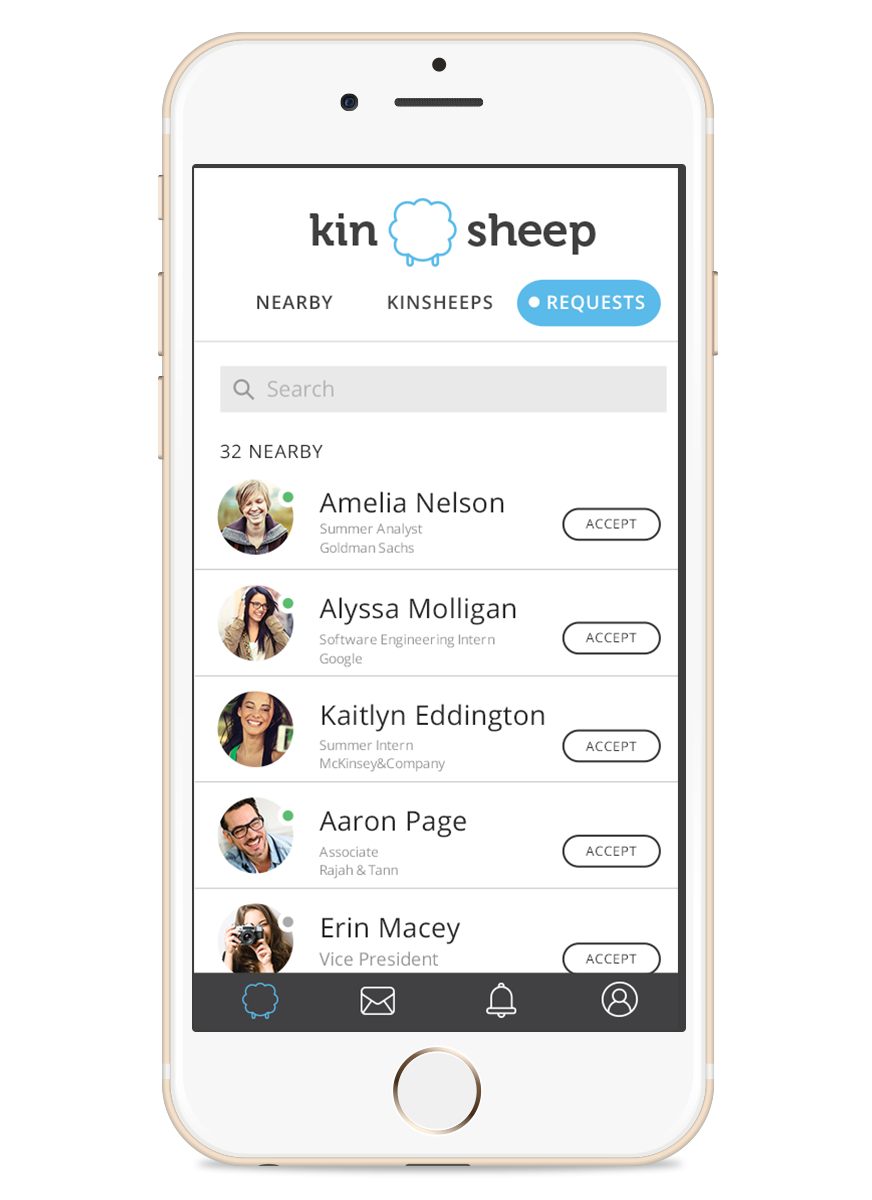 kin sheep
NEARBY KINSHEEPS REQUESTS
Search
32 NEARBY
Amelia Nelson
Summer Analyst
Goldman Sachs
ACCEPT
Alyssa Molligan
Software Engineering Intern
Google
ACCEPT
Kaitlyn Eddington
Summer Intern
McKinsey&Company
ACCEPT
Aaron Page
Associate
Rajah & Tann
ACCEPT
Erin Macey
Vice President
ACCEPT